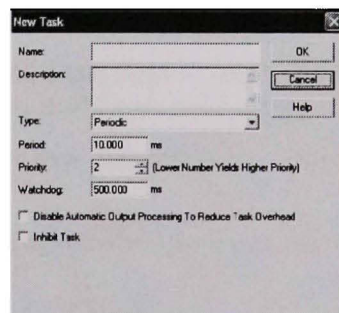 New Task
Name:
OK
Description:
Cancel
Help
Type: Periodic
Period: 10.000 ms
Priority: 2 (Lower Number Yields Higher Priority)
Watchdog: 500.000 ms
Disable Automatic Output Processing To Reduce Task Overhead
Inhibit Task